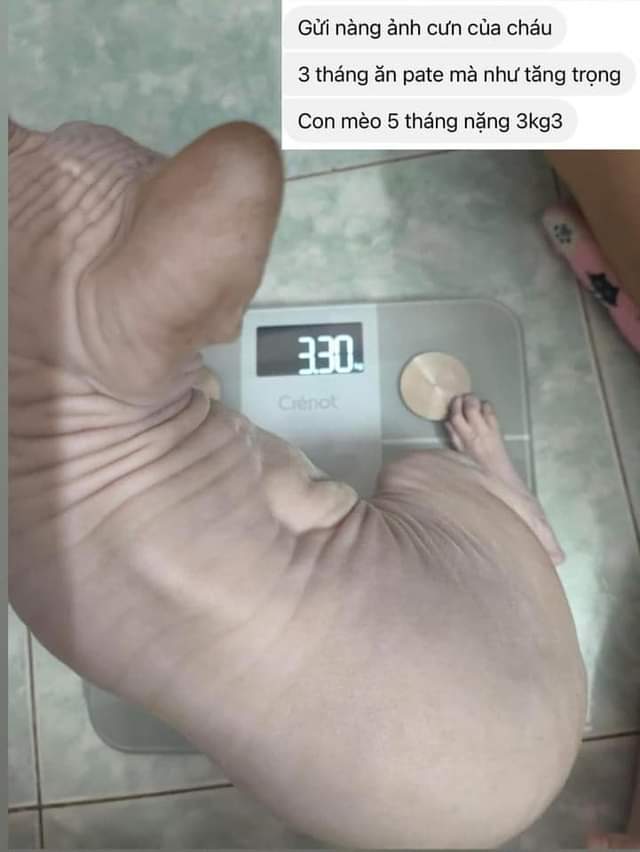 Gửi nàng ảnh cưn của cháu
3 tháng ăn pate mà như tăng trọng
Con mèo 5 tháng nặng 3kg3
3.30
Crenot